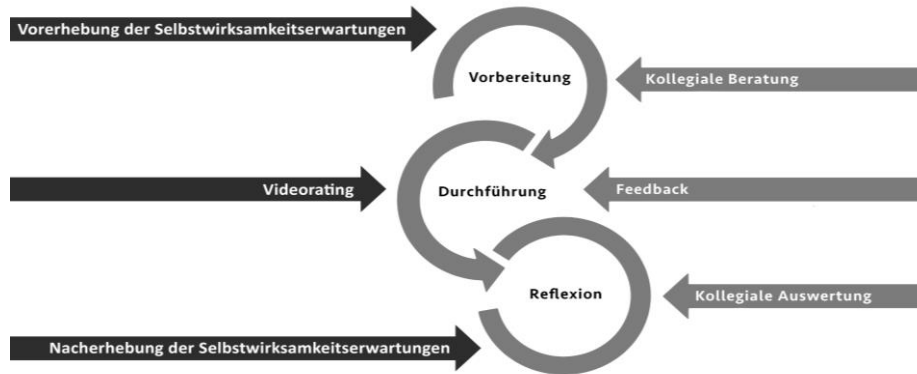 Vorerhebung der Selbstwirksamkeitserwartungen
Vorbereitung
Kollegiale Beratung
Videorating
Durchführung
Feedback
Reflexion
Kollegiale Auswertung
Nacherhebung der Selbstwirksamkeitserwartungen